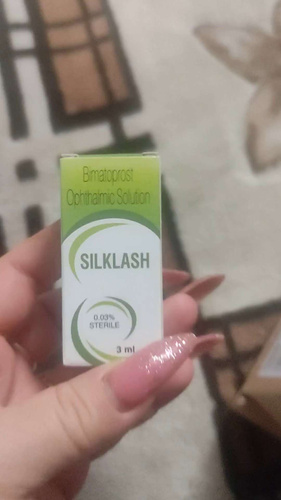 Bimatoprost
Ophthalmic Solution
SILKLASH
0.03%
STERILE
3 ml